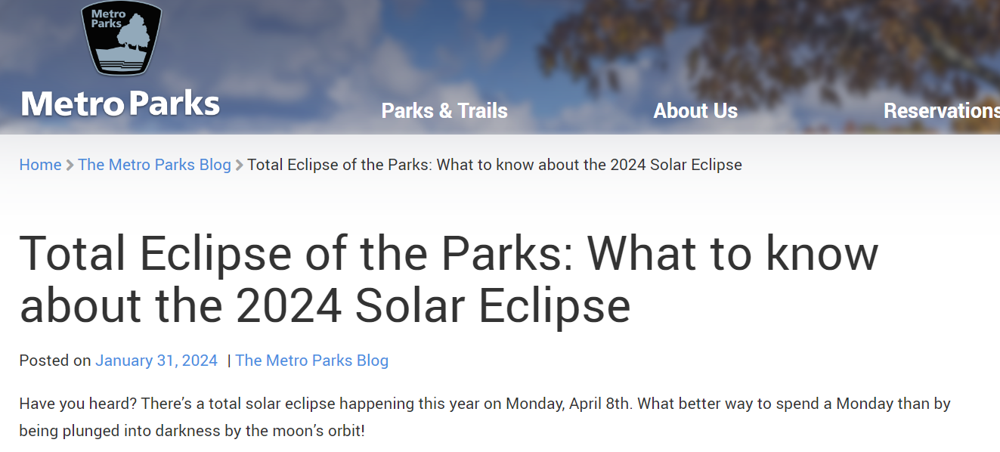 Metro
Parks
Metro Parks
Parks & Trails
About Us
Reservations
Home > The Metro Parks Blog > Total Eclipse of the Parks: What to know about the 2024 Solar Eclipse
Total Eclipse of the Parks: What to know
about the 2024 Solar Eclipse
Posted on January 31, 2024 | The Metro Parks Blog
Have you heard? There’s a total solar eclipse happening this year on Monday, April 8th. What better way to spend a Monday than by
being plunged into darkness by the moon’s orbit!